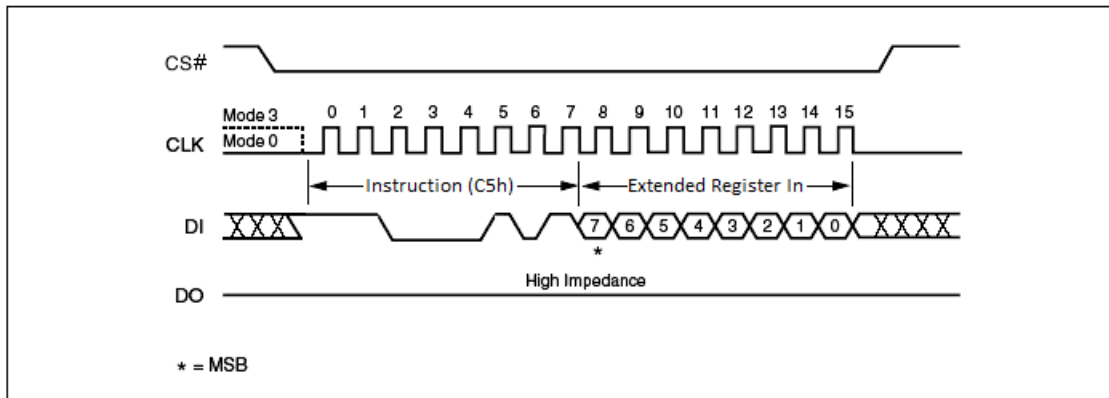 CS#
Mode 3
0 1 2 3 4 5 6 7 8 9 10 11 12 13 14 15
CLK
Mode 0
Instruction (C5h) Extended Register In
DI
7 6 5 4 3 2 1 0
*
High Impedance
DO
* = MSB